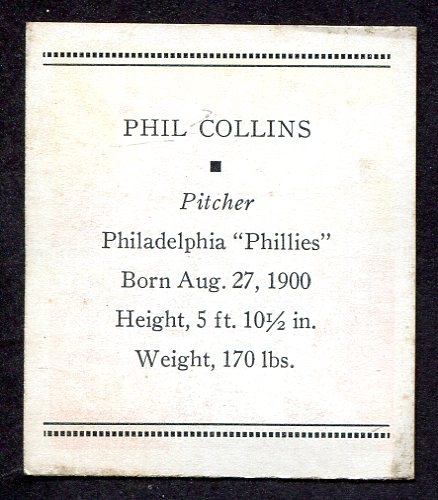 PHIL COLLINS
Pitcher
Philadelphia “Phillies”
Born Aug. 27, 1900
Height, 5 ft. 10½ in.
Weight, 170 lbs.